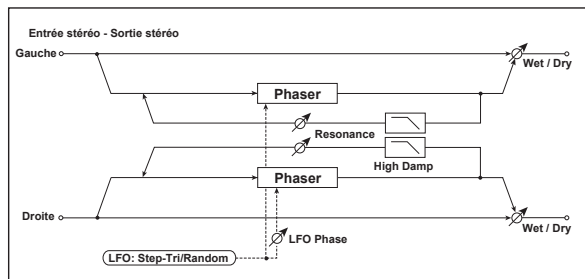 Entrée stéréo - Sortie stéréo
Gauche
Wet / Dry
Phaser
Resonance
High Damp
Phaser
Droite
LFO Phase
Wet / Dry
LFO: Step-Tri/Random